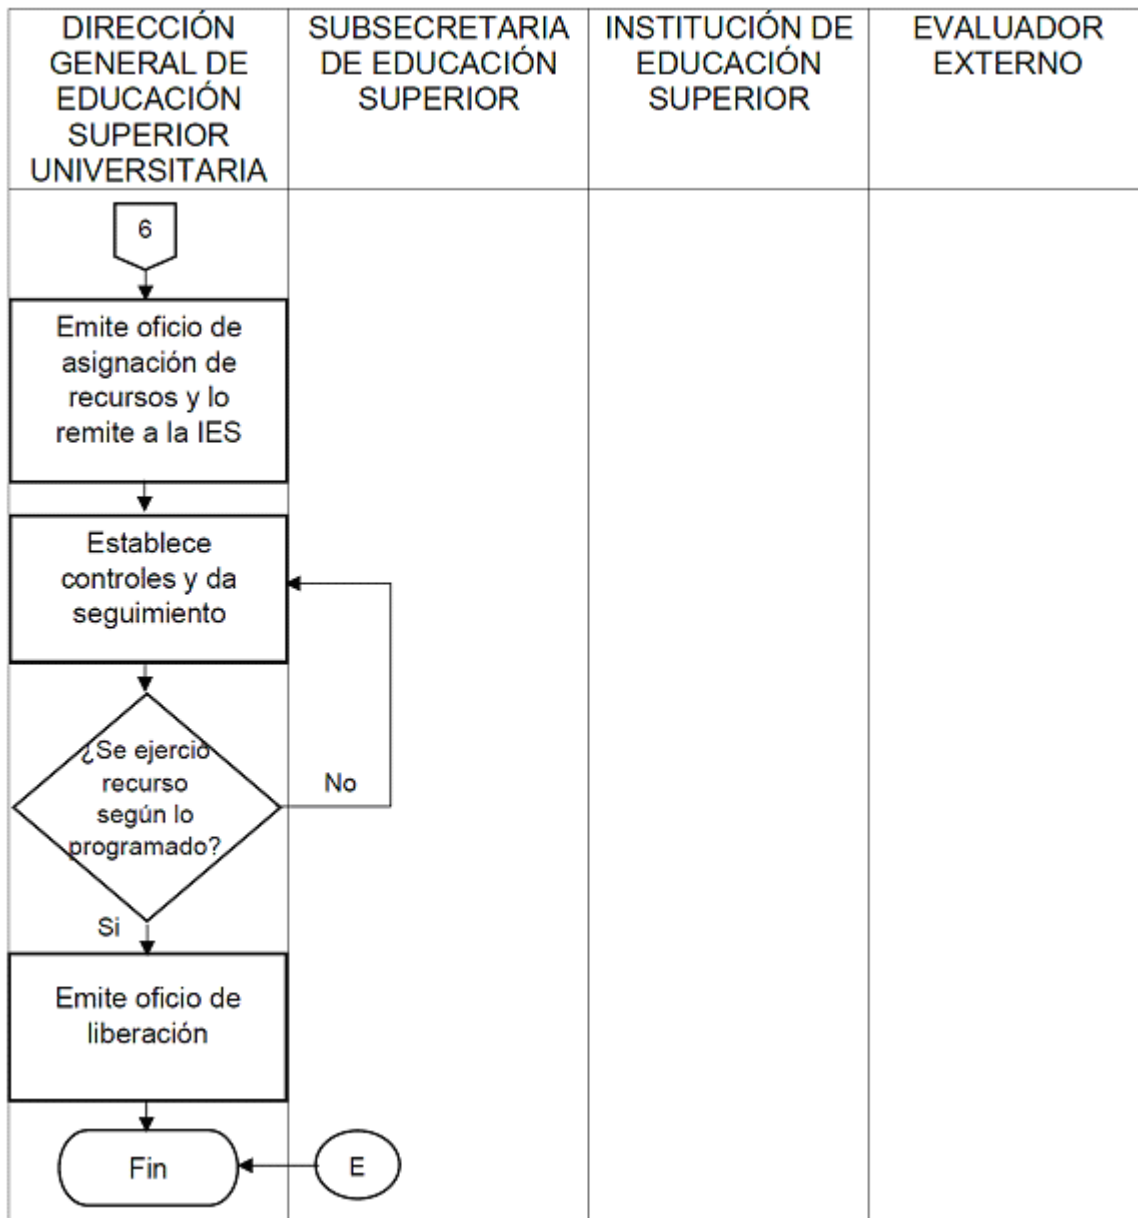 DIRECCIÓN
GENERAL DE
EDUCACIÓN
SUPERIOR
UNIVERSITARIA
SUBSECRETARIA
DE EDUCACIÓN
SUPERIOR
INSTITUCIÓN DE
EDUCACIÓN
SUPERIOR
EVALUADOR
EXTERNO
6
Emite oficio de
asignación de
recursos y lo
remite a la IES
Establece
controles y da
seguimiento
¿Se ejerció
recurso
según lo
programado?
No
Si
Emite oficio de
liberación
Fin
E